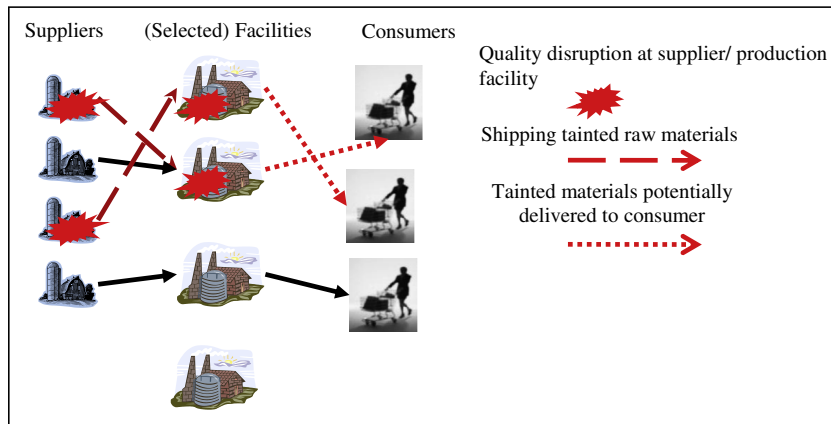 Suppliers
(Selected) Facilities
Consumers
Quality disruption at supplier/ production
facility
Shipping tainted raw materials
Tainted materials potentially
delivered to consumer